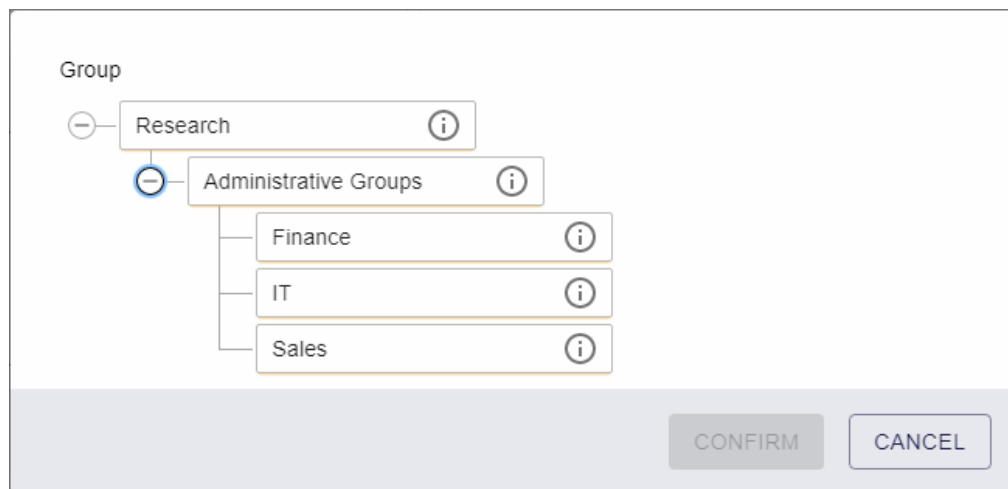 Group
Research
Administrative Groups
Finance
IT
Sales
CONFIRM CANCEL